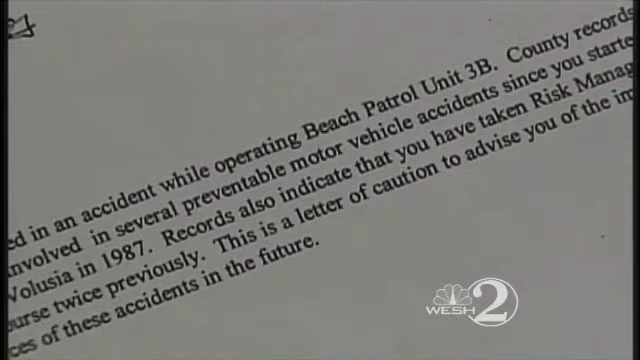 ed in an accident while operating Beach Patrol Unit 3B. County records
nvolved in several preventable motor vehicle accidents since you starte
Volusia in 1987. Records also indicate that you have taken Risk Manag
ourse twice previously. This is a letter of caution to advise you of the im
ces of these accidents in the future.
WESH 2